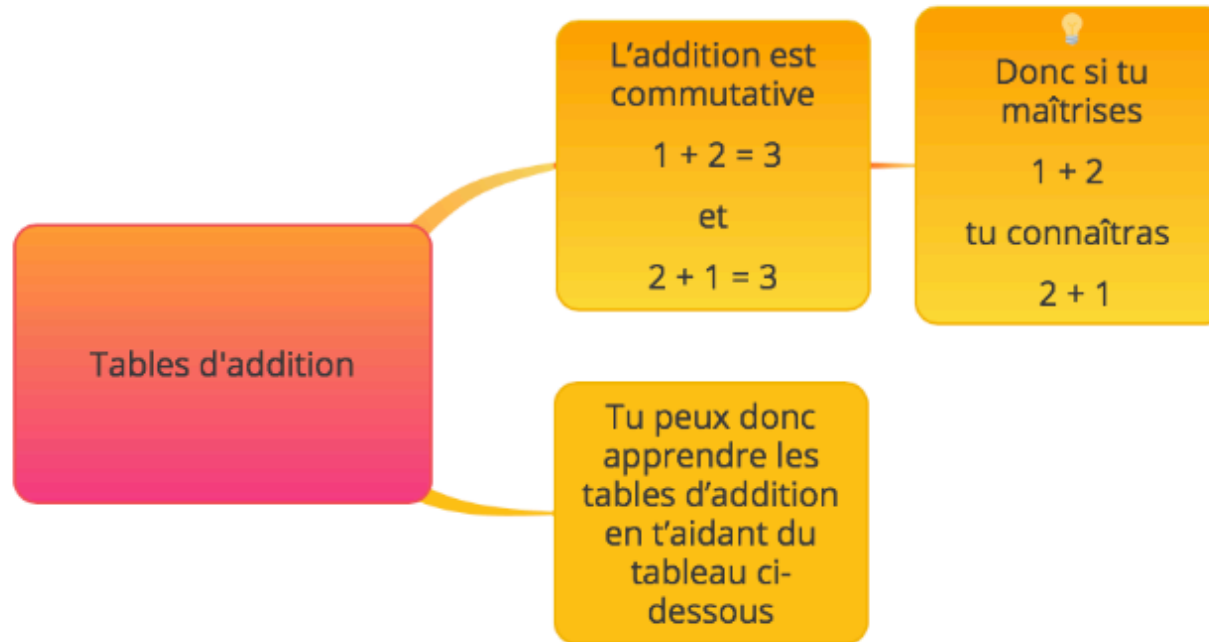 Tables d'addition
L’addition est
commutative
1 + 2 = 3
et
2 + 1 = 3
Donc si tu
maîtrises
1 + 2
tu connaîtras
2 + 1
Tu peux donc
apprendre les
tables d’addition
en t’aidant du
tableau ci-
dessous